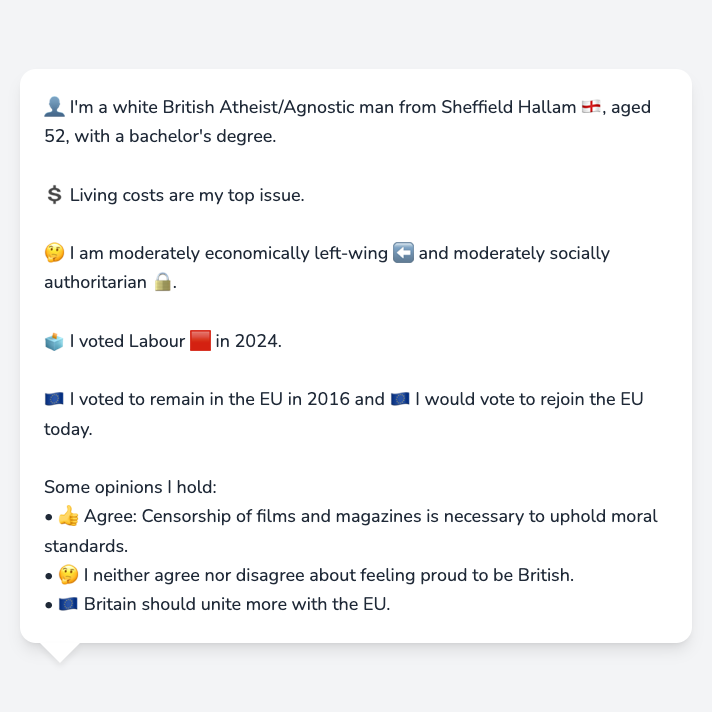 👤 I'm a white British Atheist/Agnostic man from Sheffield Hallam 🏴󠁧󠁢󠁥󠁮󠁧󠁿, aged
52, with a bachelor's degree.
💲 Living costs are my top issue.
🤔 I am moderately economically left-wing ⬅️ and moderately socially
authoritarian 🔒.
🗳️ I voted Labour 🟥 in 2024.
🇪🇺 I voted to remain in the EU in 2016 and 🇪🇺 I would vote to rejoin the EU
today.
Some opinions I hold:
• 👍 Agree: Censorship of films and magazines is necessary to uphold moral
standards.
• 🤔 I neither agree nor disagree about feeling proud to be British.
• 🇪🇺 Britain should unite more with the EU.